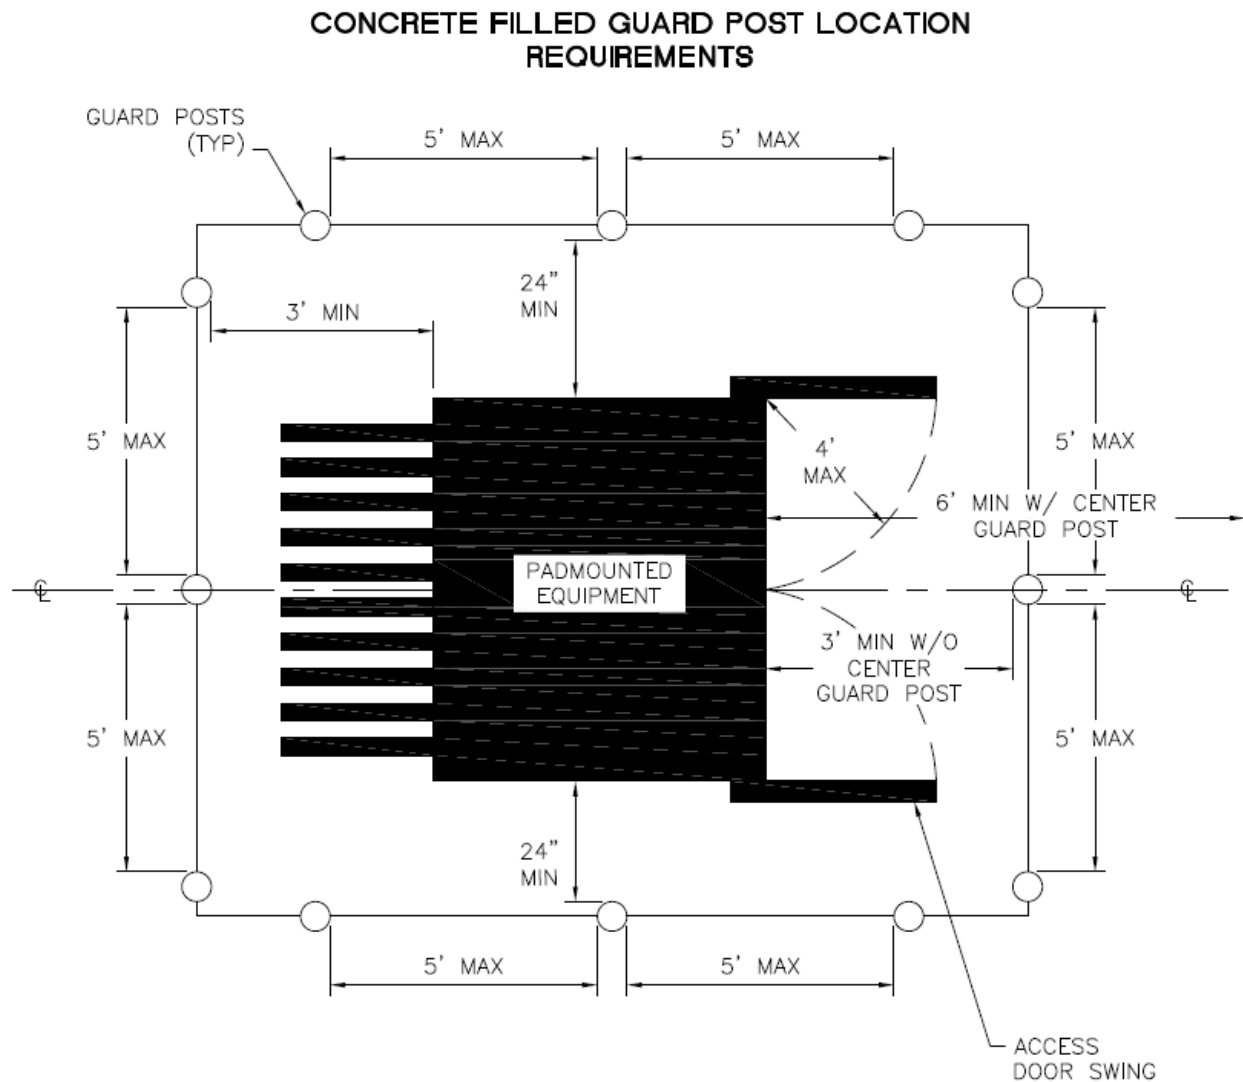 CONCRETE FILLED GUARD POST LOCATION
REQUIREMENTS
GUARD POSTS
(TYP)
5' MAX
5' MAX
24"
MIN
3' MIN
5' MAX
4'
MAX
5' MAX
6' MIN W/ CENTER
GUARD POST
PADMOUNTED
EQUIPMENT
℄
℄
3' MIN W/O
CENTER
GUARD POST
5' MAX
5' MAX
24"
MIN
5' MAX
5' MAX
ACCESS
DOOR SWING